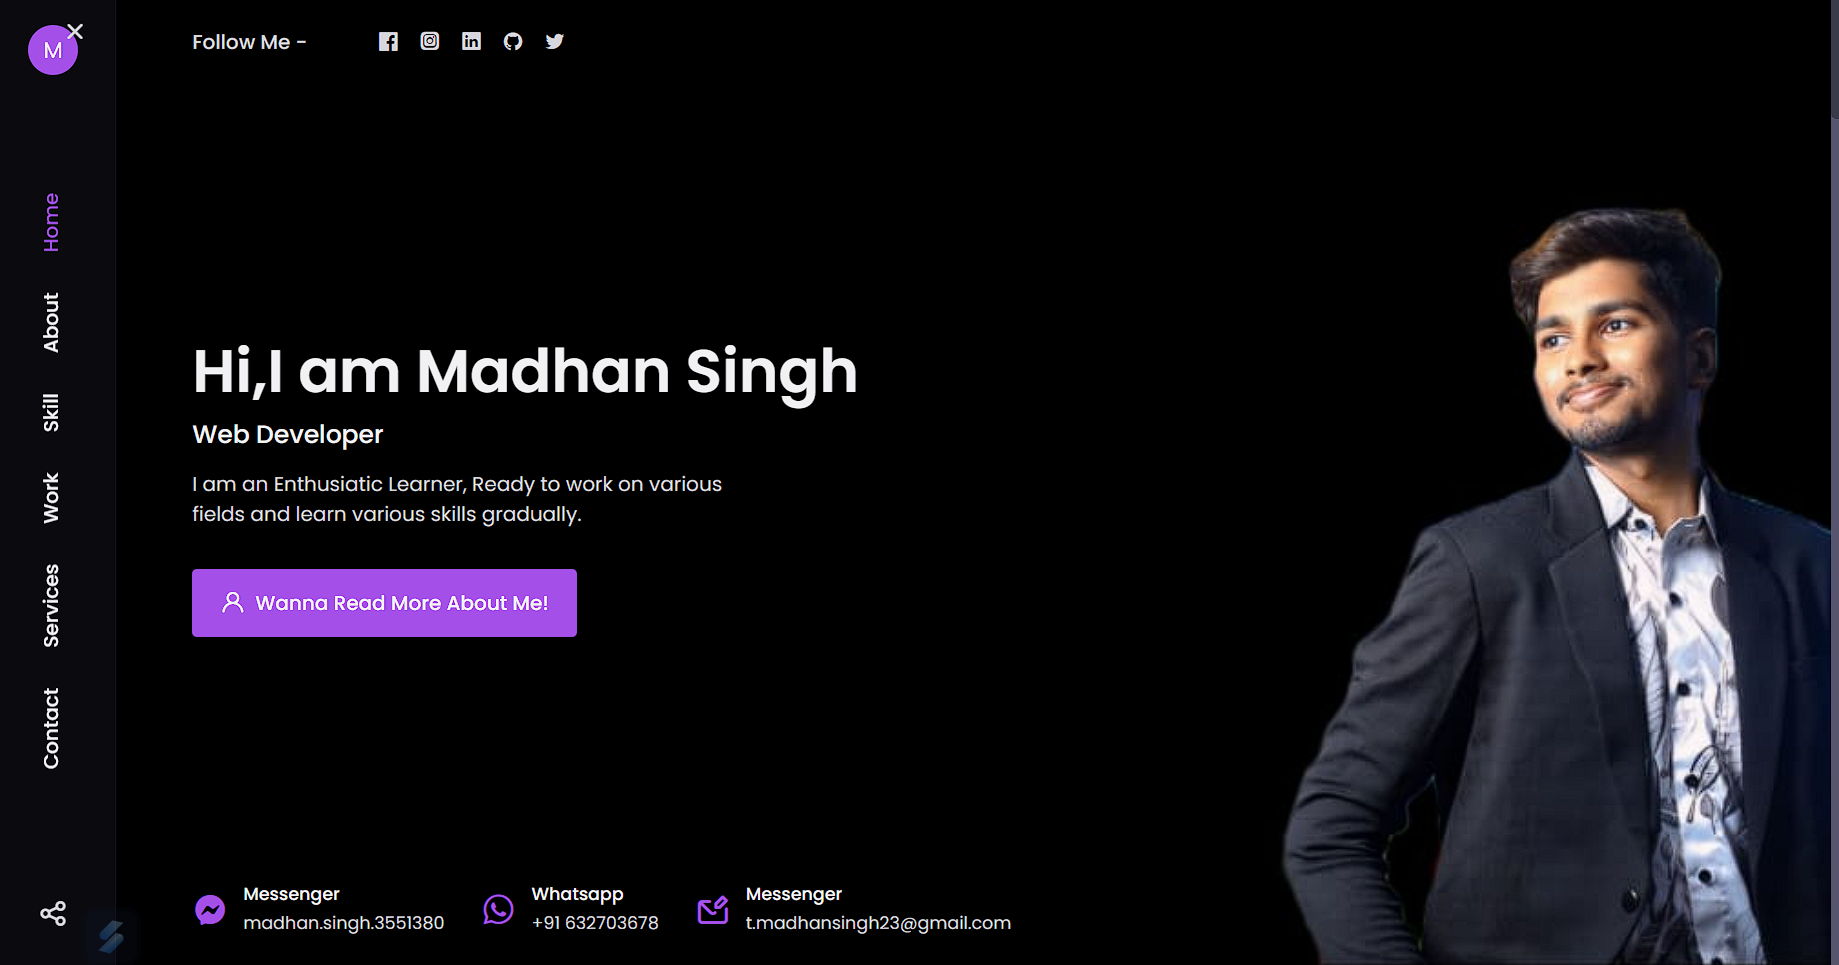 M
Home
About
Skill
Work
Services
Contact
Follow Me -
Hi,I am Madhan Singh
Web Developer
I am an Enthusiatic Learner, Ready to work on various
fields and learn various skills gradually.
Wanna Read More About Me!
Messenger
madhan.singh.3551380
Whatsapp
+91 632703678
Messenger
t.madhansingh23@gmail.com